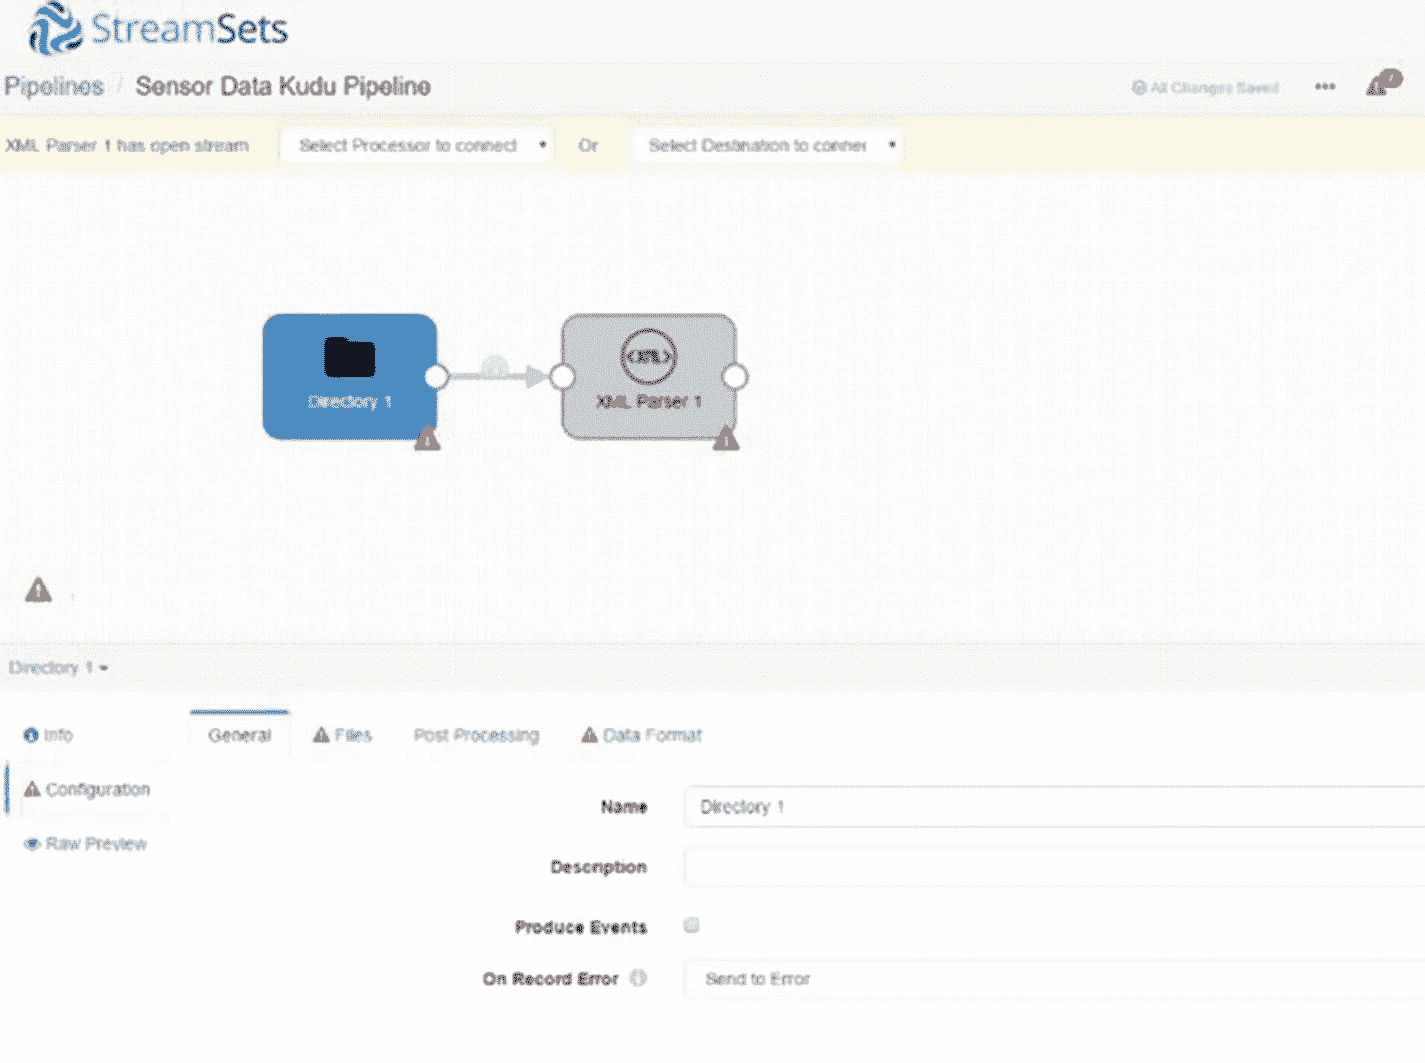 StreamSets
Pipelines / Sensor Data Kudu Pipeline
All Changes Saved
XML Parser 1 has open stream
Select Processor to connect
Or
Select Destination to connec
Directory 1
<XML>
XML Parser 1
Directory 1
Info
General
Files
Post Processing
Data Format
Configuration
Raw Preview
Name
Directory 1
Description
Produce Events
On Record Error
Send to Error